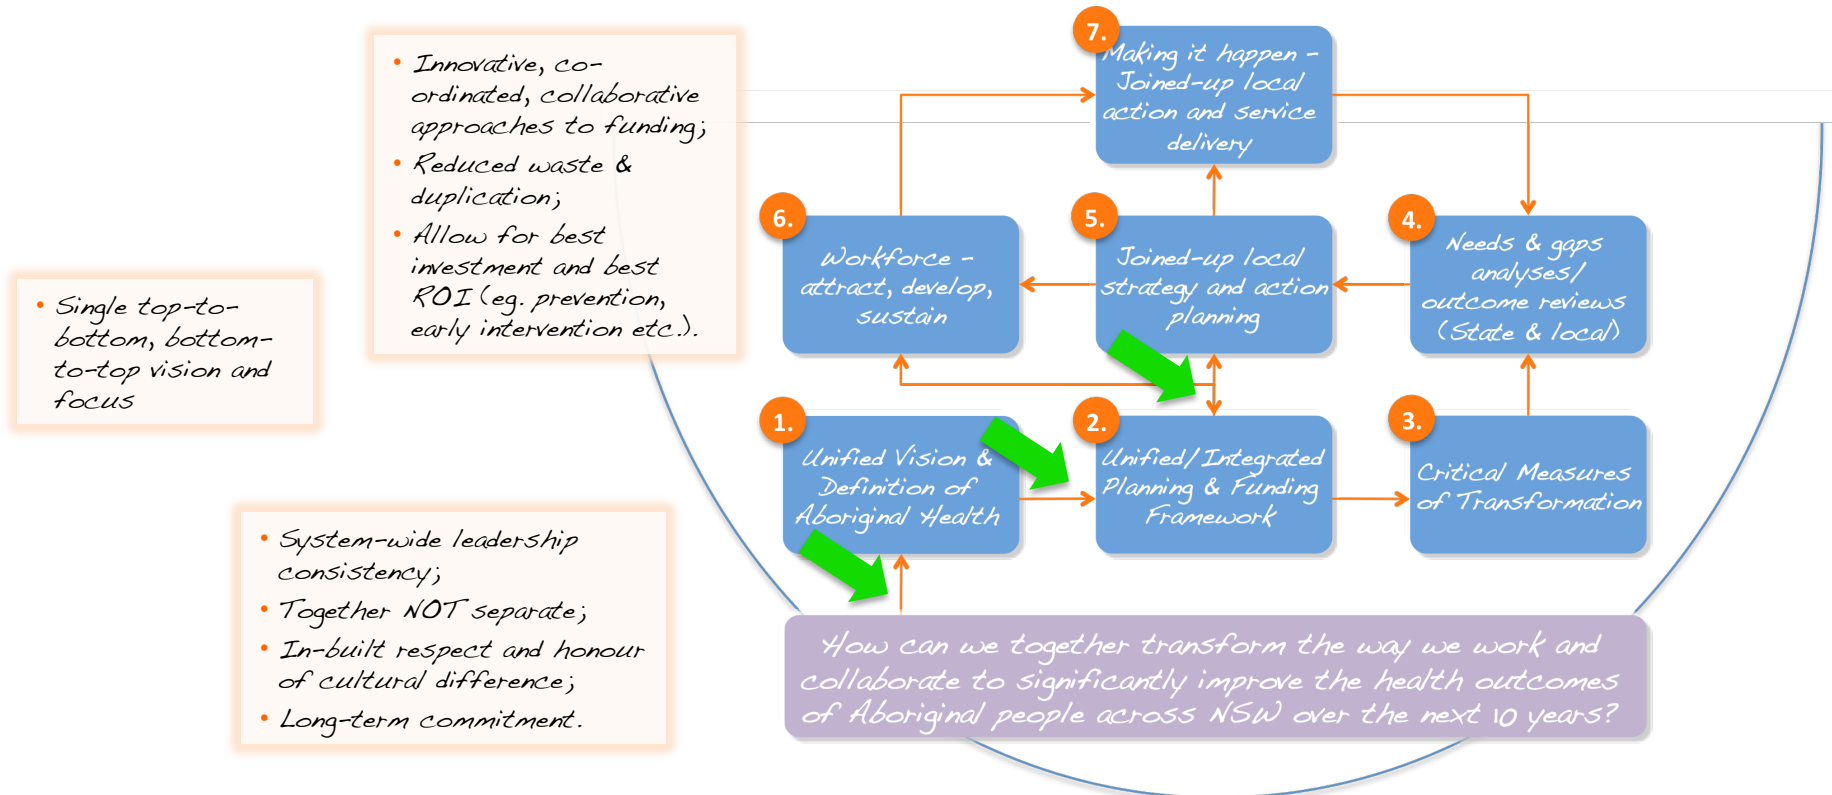 • Innovative, co-
ordinated, collaborative
approaches to funding;
• Reduced waste &
duplication;
• Allow for best
investment and best
ROI (eg. prevention,
early intervention etc.).
• Single top-to-
bottom, bottom-
to-top vision and
focus
• System-wide leadership
consistency;
• Together NOT separate;
• In-built respect and honour
of cultural difference;
• Long-term commitment.
7.
Making it happen -
Joined-up local
action and service
delivery
6.
Workforce -
attract, develop,
sustain
5.
Joined-up local
strategy and action
planning
4.
Needs & gaps
analyses/
outcome reviews
(State & local)
1.
Unified Vision &
Definition of
Aboriginal Health
2.
Unified/Integrated
Planning & Funding
Framework
3.
Critical Measures
of Transformation
How can we together transform the way we work and
collaborate to significantly improve the health outcomes
of Aboriginal people across NSW over the next 10 years?